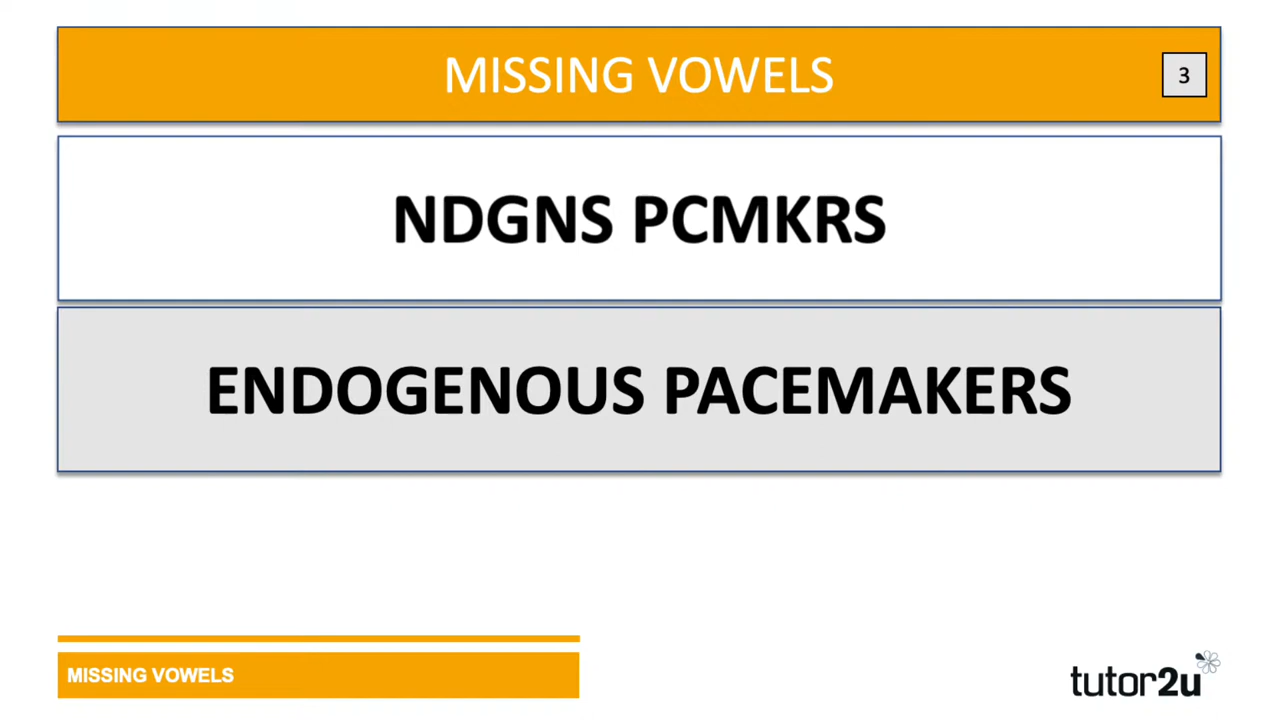 MISSING VOWELS
3
NDGNS PCMKRS
ENDOGENOUS PACEMAKERS
MISSING VOWELS
tutor2u